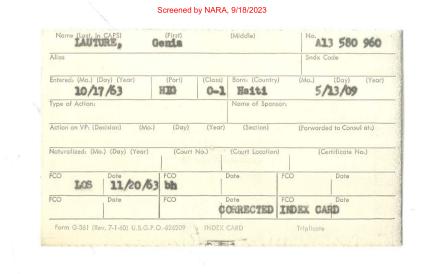 Screened by NARA, 9/18/2023
Name (Last, in CAPS) (First) (Middle) No.
LAUTURE, Genia A13 580 960
Alias Sndx Code
Entered: (Mo.) (Day) (Year) (Port) (Class) Born: (Country) (Mo.) (Day) (Year)
10/17/63 O-1 Haiti 5/13/09
Type of Action: Name of Sponsor:
Action on VP: (Decision) (Mo.) (Day) (Year) (Section) (Forwarded to Consul at:)
Naturalized: (Mo.) (Day) (Year) (Court No.) (Court Location) (Certificate No.)
FCO Date FCO Date FCO Date
LOS 11/20/63 bh
FCO Date FCO Date FCO Date
CORRECTED INDEX CARD
Form G-361 (Rev. 7-1-60) U.S.G.P.O.-626209 INDEX CARD Triplicate